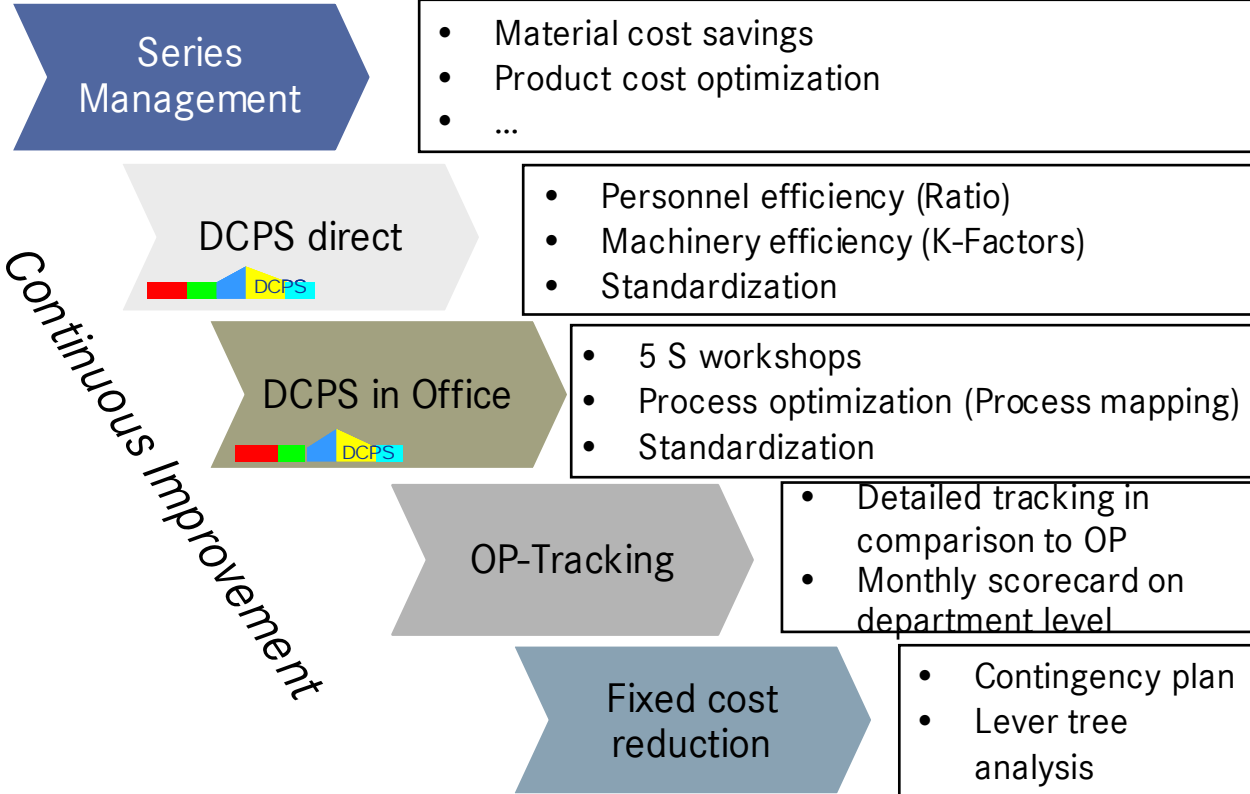 Series
Management
• Material cost savings
• Product cost optimization
• ...
DCPS direct
DCPS
• Personnel efficiency (Ratio)
• Machinery efficiency (K-Factors)
• Standardization
Continuous Improvement
DCPS in Office
DCPS
• 5 S workshops
• Process optimization (Process mapping)
• Standardization
OP-Tracking
• Detailed tracking in
comparison to OP
• Monthly scorecard on
department level
Fixed cost
reduction
• Contingency plan
• Lever tree
analysis